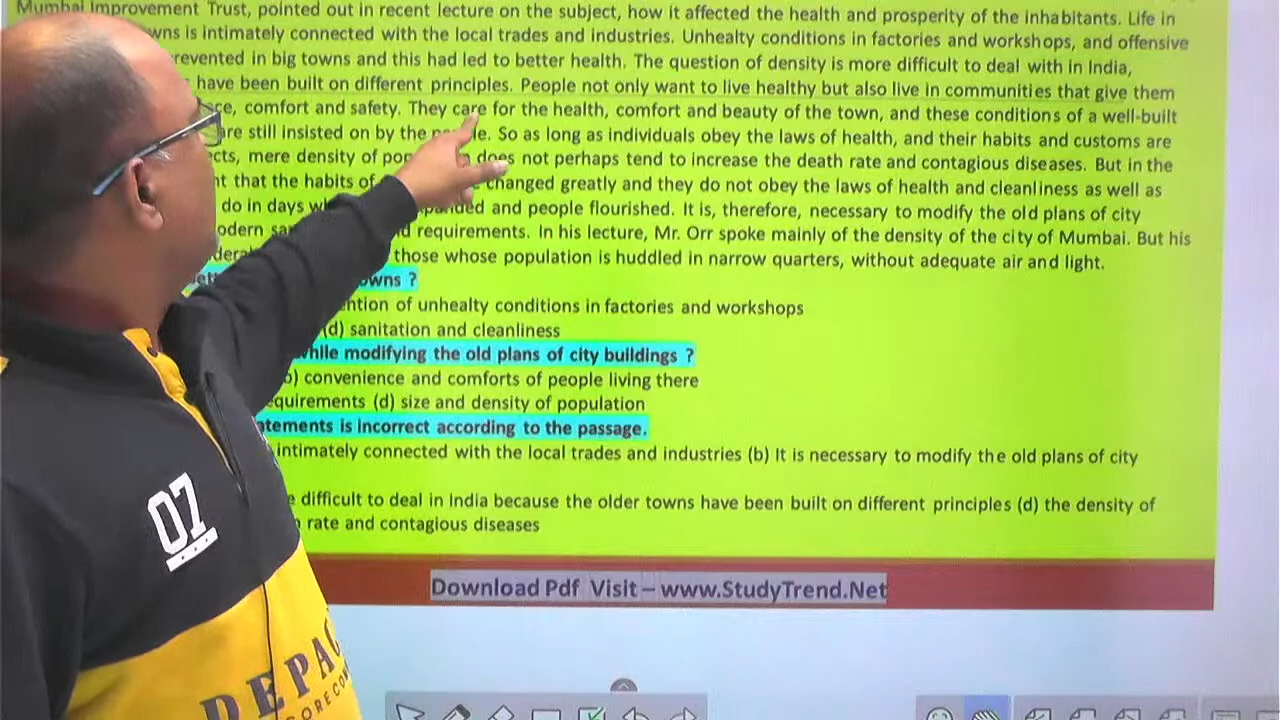 Mumbai Improvement Trust, pointed out in recent lecture on the subject, how it affected the health and prosperity of the inhabitants. Life in
wns is intimately connected with the local trades and industries. Unhealty conditions in factories and workshops, and offensive
revented in big towns and this had led to better health. The question of density is more difficult to deal with in India,
have been built on different principles. People not only want to live healthy but also live in communities that give them
ce, comfort and safety. They care for the health, comfort and beauty of the town, and these conditions of a well-built
are still insisted on by the So as long as individuals obey the laws of health, and their habits and customs are
cts, mere density of does not perhaps tend to increase the death rate and contagious diseases. But in the
nt that the habits of changed greatly and they do not obey the laws of health and cleanliness as well as
do in days and people flourished. It is, therefore, necessary to modify the old plans of city
odern requirements. In his lecture, Mr. Orr spoke mainly of the density of the city of Mumbai. But his
those whose population is huddled in narrow quarters, without adequate air and light.
owns ?
ntion of unhealty conditions in factories and workshops
(d) sanitation and cleanliness
while modifying the old plans of city buildings ?
b) convenience and comforts of people living there
equirements (d) size and density of population
atements is incorrect according to the passage.
intimately connected with the local trades and industries (b) It is necessary to modify the old plans of city
e difficult to deal in India because the older towns have been built on different principles (d) the density of
rate and contagious diseases
Download Pdf Visit – www.StudyTrend.Net
07
DEPAC
ORECO